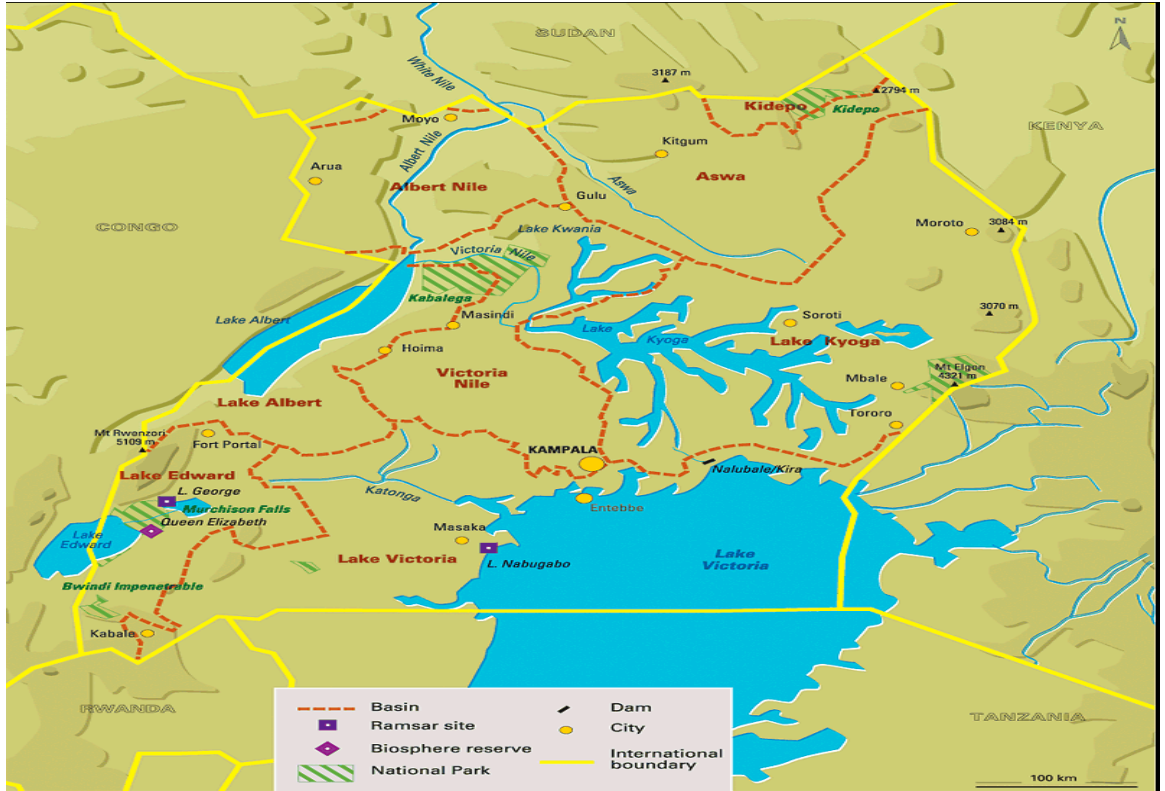 N
SUDAN
White Nile
3187 m
2794 m
Kidepo
Kidepo
KENYA
Moyo
Albert Nile
Kitgum
Arua
Aswa
Albert Nile
Aswa
Gulu
CONGO
Lake Kwania
Moroto
3084 m
Victoria Nile
Kabalega
Lake Albert
Masindi
Soroti
3070 m
Lake
Kyoga
Lake Kyoga
Hoima
Victoria
Nile
Mt Elgon
4321 m
Mbale
Lake Albert
Tororo
Mt Rwenzori
5109 m
Fort Portal
KAMPALA
Nalubale/Kira
Lake Edward
L. George
Katonga
Murchison Falls
Entebbe
Queen Elizabeth
Lake
Edward
Masaka
Lake Victoria
L. Nabugabo
Lake
Victoria
Bwindi Impenetrable
Kabale
RWANDA
TANZANIA
Basin
Ramsar site
Biosphere reserve
National Park
Dam
City
International
boundary
100 km